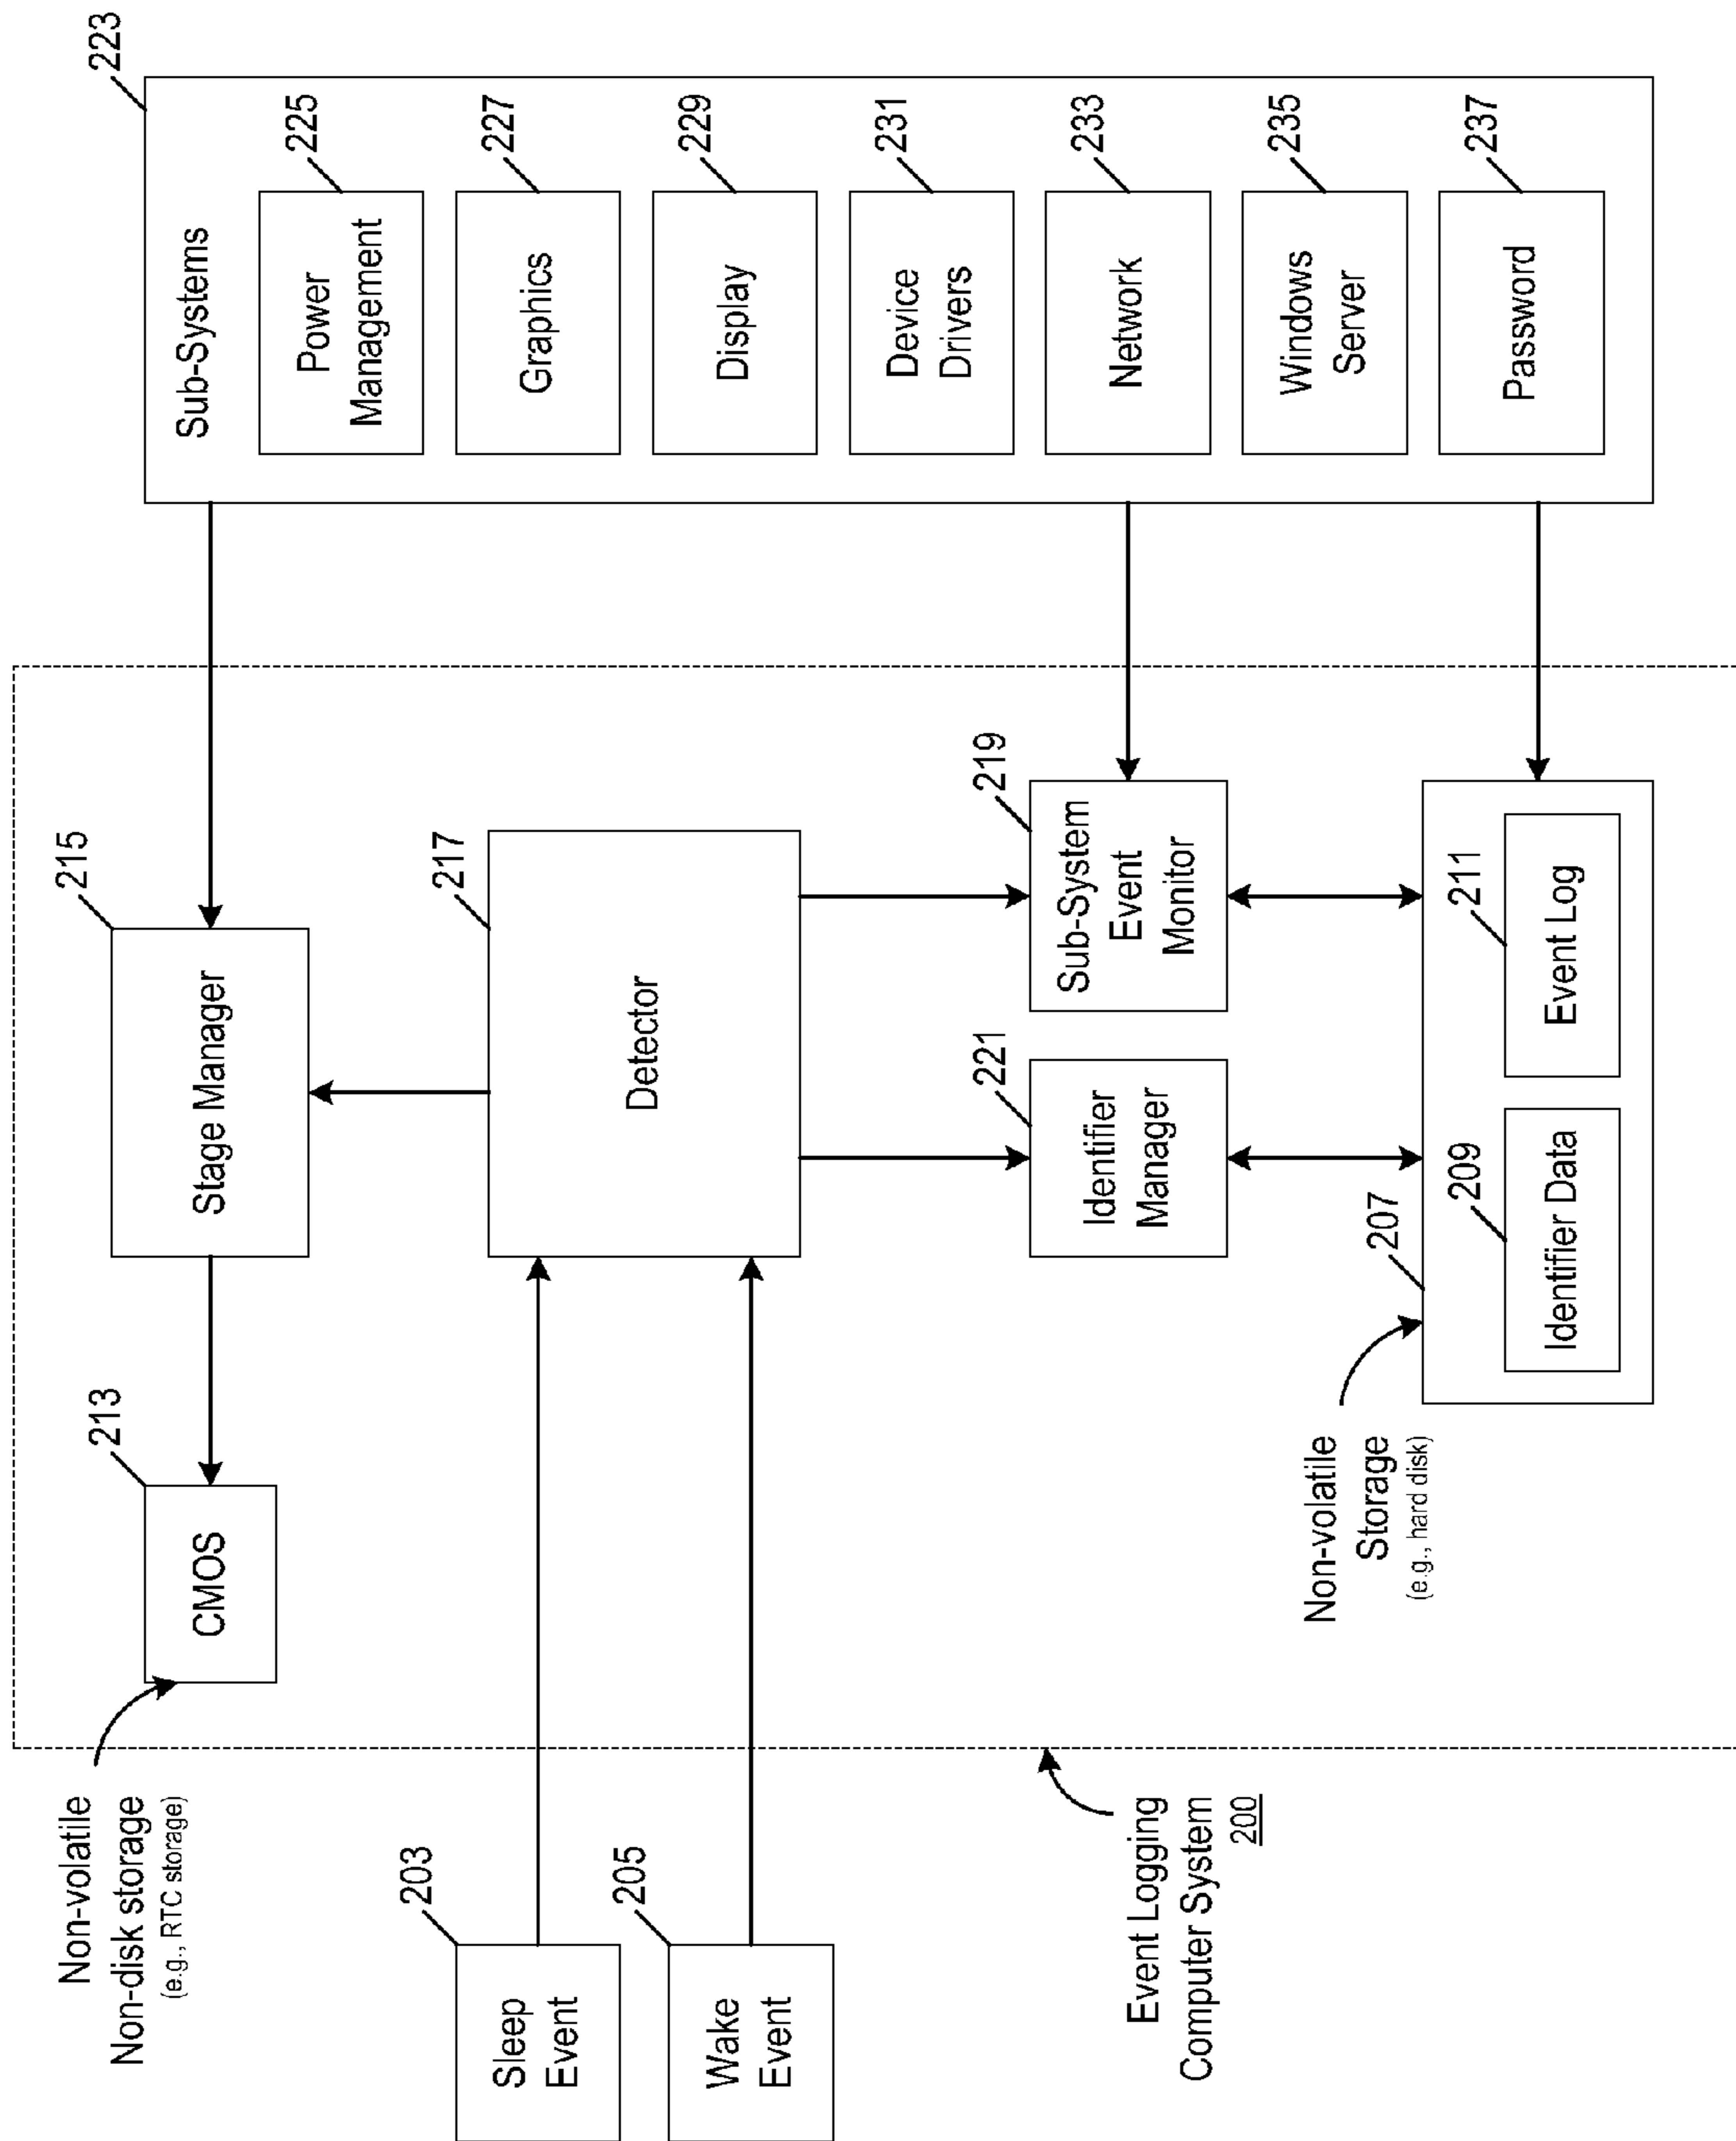 Non-volatile
Non-disk storage
(e.g., RTC storage)
213
CMOS
215
Stage Manager
223
Sub-Systems
Power
Management
225
Graphics
227
Display
229
Device
Drivers
231
Network
233
Windows
Server
235
Password
237
203
Sleep
Event
205
Wake
Event
217
Detector
221
Identifier
Manager
219
Sub-System
Event
Monitor
Event Logging
Computer System
200
Non-volatile
Storage
(e.g., hard disk)
207
209
Identifier Data
211
Event Log